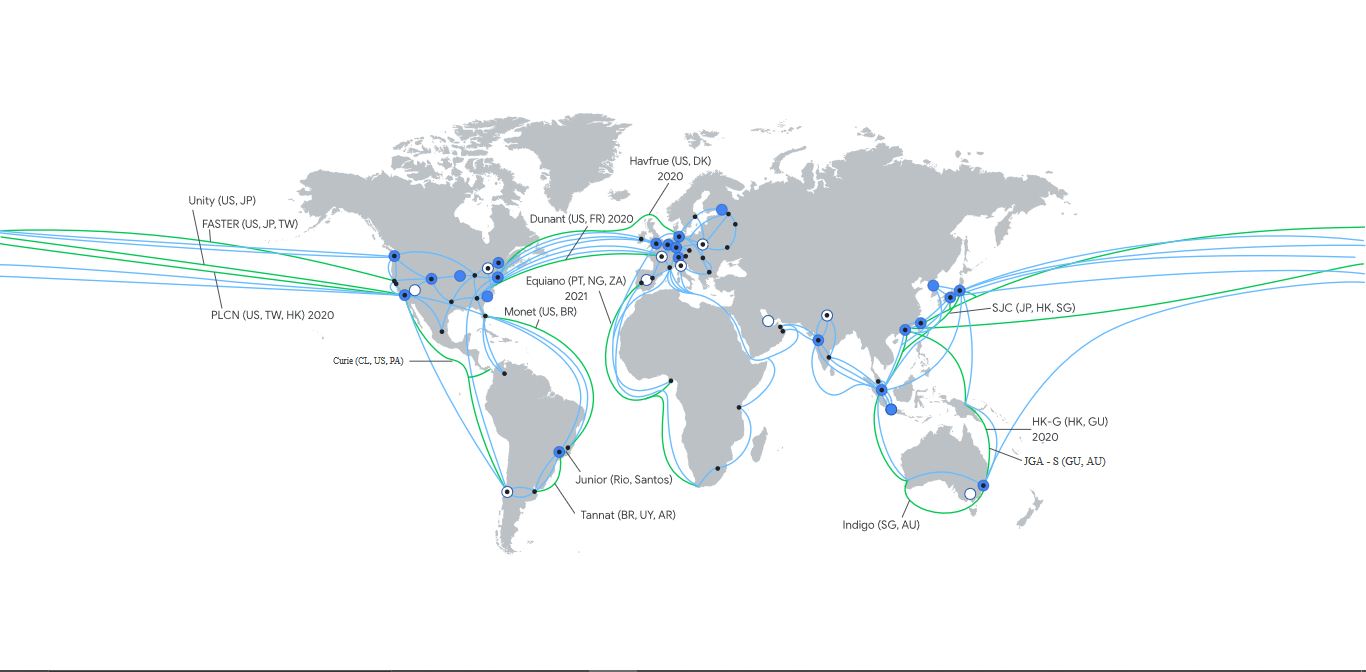 Havfrue (US, DK)
2020
Unity (US, JP)
FASTER (US, JP, TW)
Dunant (US, FR) 2020
Equiano (PT, NG, ZA)
2021
Monet (US, BR)
PLCN (US, TW, HK) 2020
SJC (JP, HK, SG)
Curie (CL, US, PA)
HK-G (HK, GU)
2020
JGA - S (GU, AU)
Junior (Rio, Santos)
Tannat (BR, UY, AR)
Indigo (SG, AU)